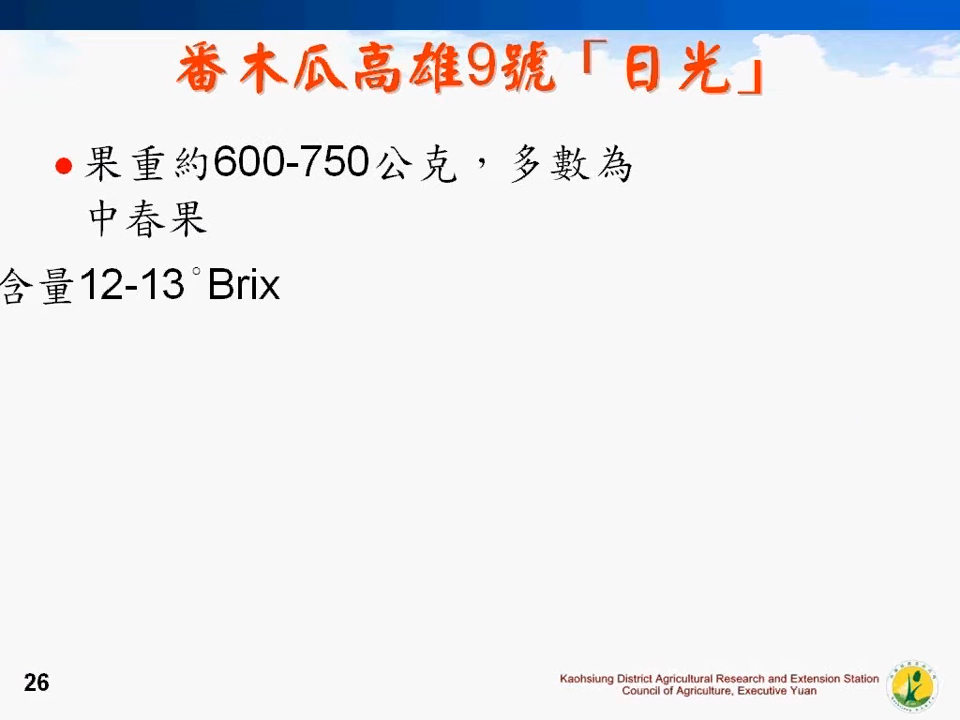 番木瓜高雄9號「日光」
果重約600-750公克，多數為
中春果
含量12-13°Brix
26
Kaohsiung District Agricultural Research and Extension Station
Council of Agriculture, Executive Yuan